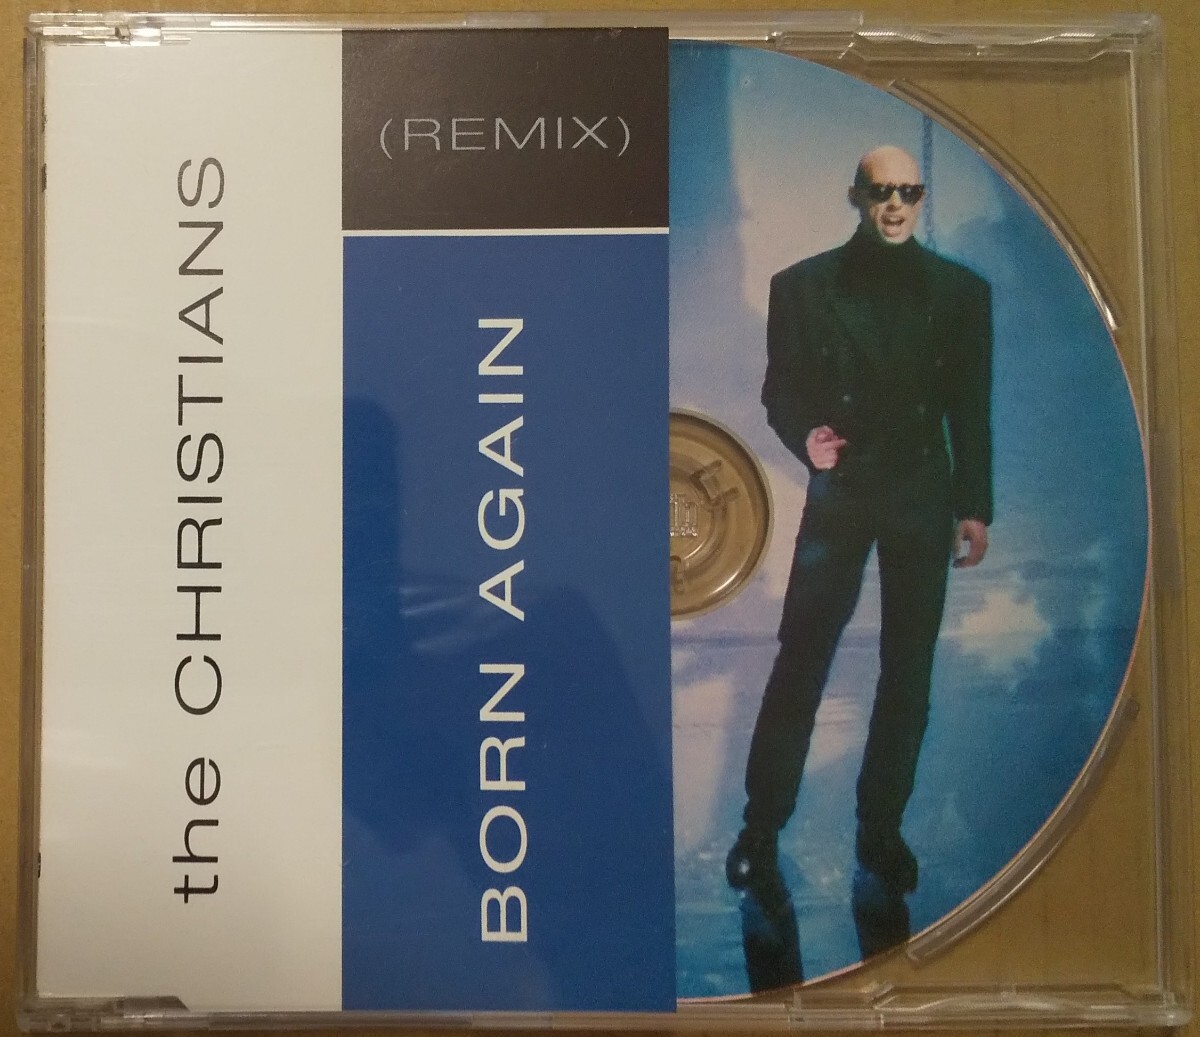 the CHRISTIANS
(REMIX)
BORN AGAIN